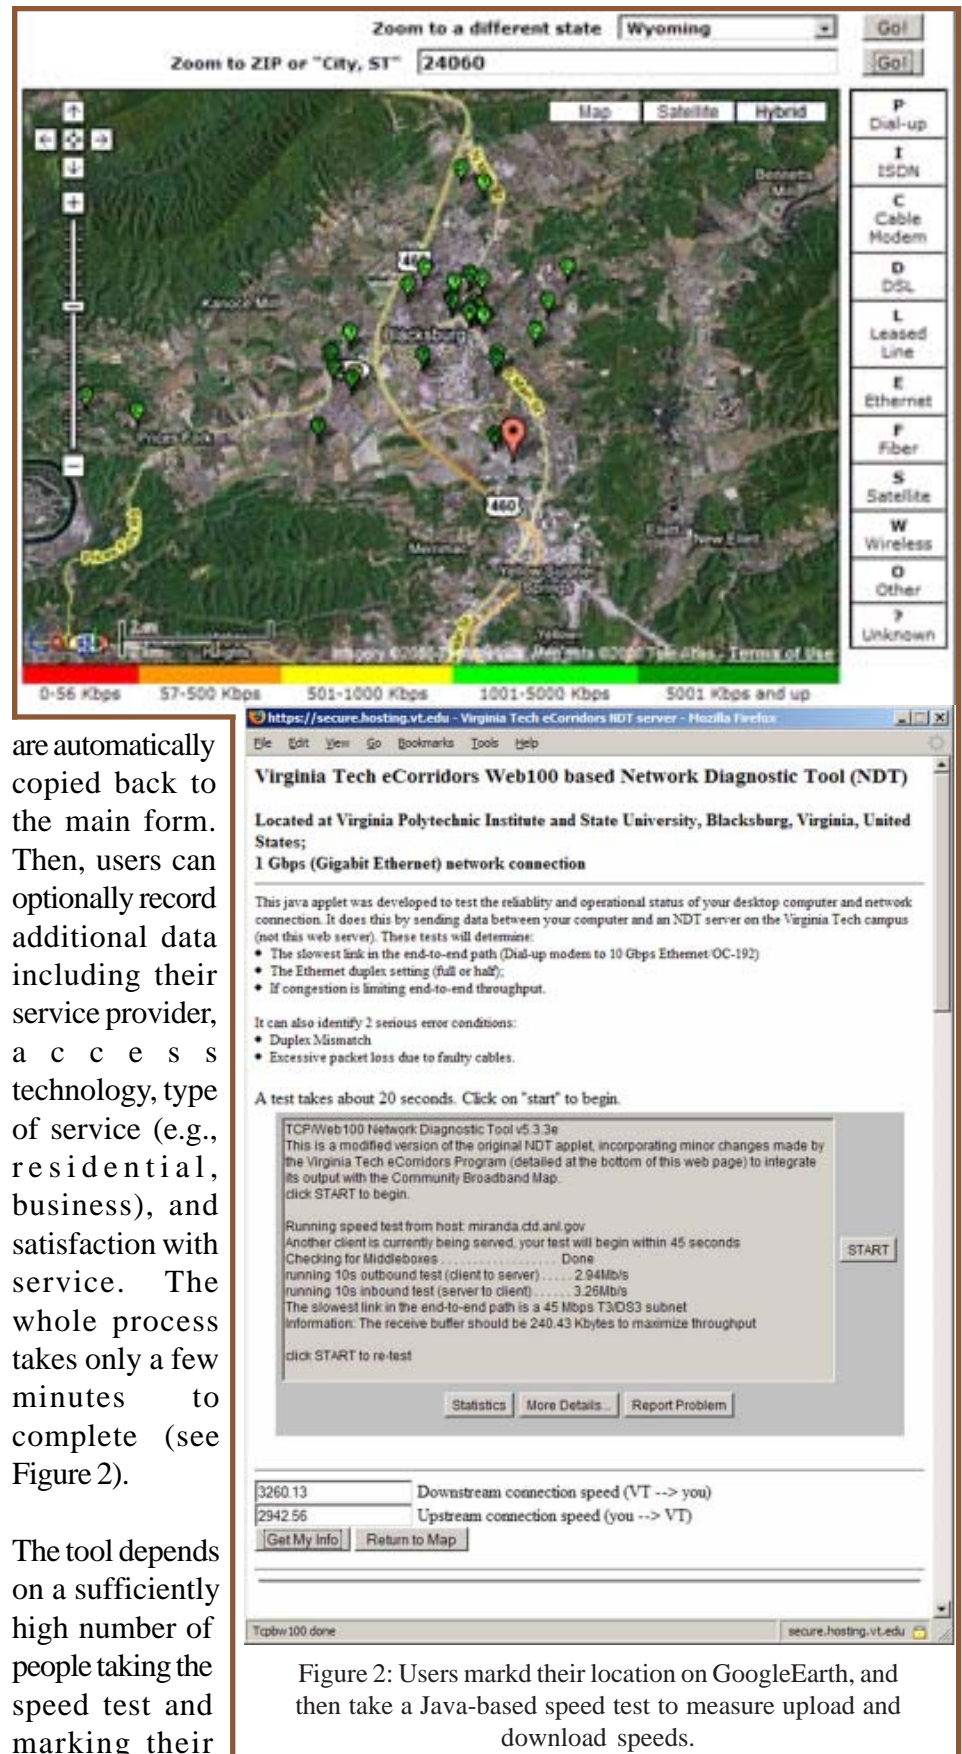 Zoom to a different state Wyoming Go!
Zoom to ZIP or "City, ST" 24060 Go!
Map Satellite Hybrid
Bennetts
Mill
460
Kanode Mill
Blacksburg
Prices Fork
460
Merrimac
Ellett
New Ellett
Yellow Sulphur
Springs
Terms of Use
P
Dial-up
I
ISDN
C
Cable
Modem
D
DSL
L
Leased
Line
E
Ethernet
F
Fiber
S
Satellite
W
Wireless
O
Other
?
Unknown
0-56 Kbps 57-500 Kbps 501-1000 Kbps 1001-5000 Kbps 5001 Kbps and up
are automatically
copied back to
the main form.
Then, users can
optionally record
additional data
including their
service provider,
access
technology, type
of service (e.g.,
residential,
business), and
satisfaction with
service. The
whole process
takes only a few
minutes to
complete (see
Figure 2).
The tool depends
on a sufficiently
high number of
people taking the
speed test and
marking their
https://secure.hosting.vt.edu - Virginia Tech eCorridors NDT server - Mozilla Firefox
File Edit View Go Bookmarks Tools Help
Virginia Tech eCorridors Web100 based Network Diagnostic Tool (NDT)
Located at Virginia Polytechnic Institute and State University, Blacksburg, Virginia, United
States;
1 Gbps (Gigabit Ethernet) network connection
This java applet was developed to test the reliablity and operational status of your desktop computer and network
connection. It does this by sending data between your computer and an NDT server on the Virginia Tech campus
(not this web server). These tests will determine:
• The slowest link in the end-to-end path (Dial-up modem to 10 Gbps Ethernet/OC-192)
• The Ethernet duplex setting (full or half);
• If congestion is limiting end-to-end throughput.
It can also identify 2 serious error conditions:
• Duplex Mismatch
• Excessive packet loss due to faulty cables.
A test takes about 20 seconds. Click on "start" to begin.
TCP/Web100 Network Diagnostic Tool v5.3.3e
This is a modified version of the original NDT applet, incorporating minor changes made by
the Virginia Tech eCorridors Program (detailed at the bottom of this web page) to integrate
its output with the Community Broadband Map.
click START to begin.
Running speed test from host: miranda.ctd.anl.gov
Another client is currently being served, your test will begin within 45 seconds
Checking for Middleboxes . . . . . . . . . . . . . . . . . . Done
running 10s outbound test (client to server) . . . . . 2.94Mb/s
running 10s inbound test (server to client) . . . . . . 3.26Mb/s
The slowest link in the end-to-end path is a 45 Mbps T3/DS3 subnet
Information: The receive buffer should be 240.43 Kbytes to maximize throughput
click START to re-test
START
Statistics More Details... Report Problem
3260.13 Downstream connection speed (VT --> you)
2942.56 Upstream connection speed (you --> VT)
Get My Info Return to Map
Tcpbw100 done secure.hosting.vt.edu
Figure 2: Users markd their location on GoogleEarth, and
then take a Java-based speed test to measure upload and
download speeds.